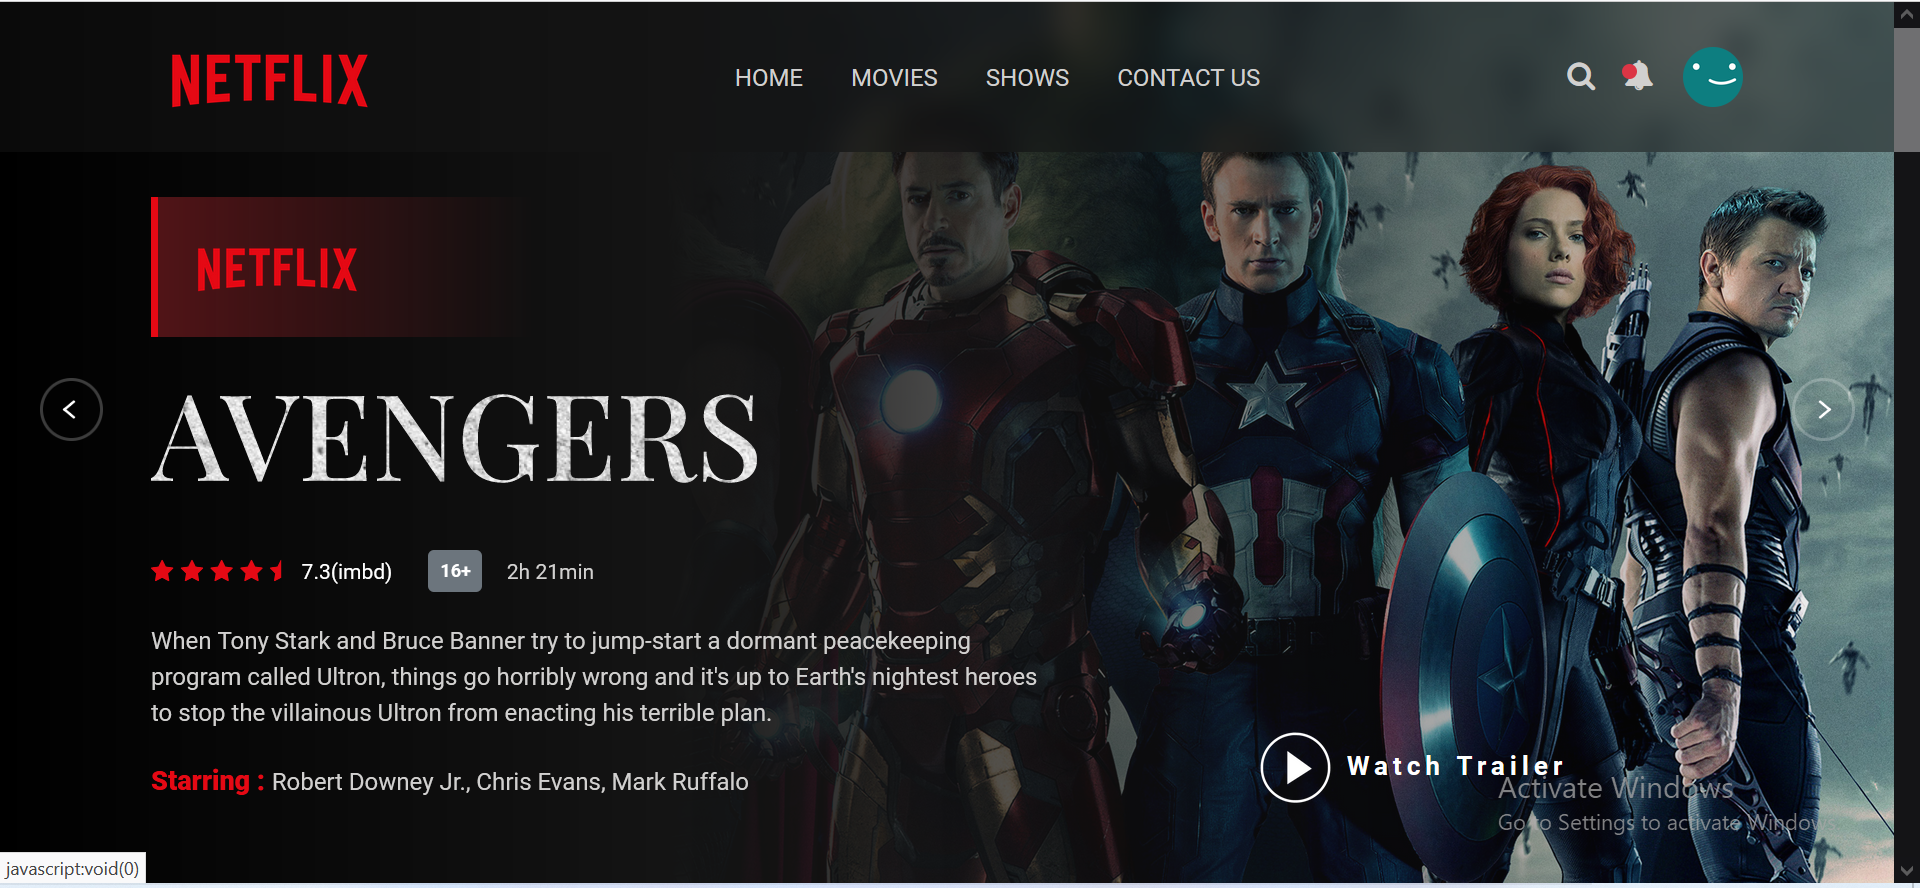 NETFLIX
HOME MOVIES SHOWS CONTACT US
NETFLIX
AVENGERS
7.3(imbd) 16+ 2h 21min
When Tony Stark and Bruce Banner try to jump-start a dormant peacekeeping
program called Ultron, things go horribly wrong and it's up to Earth's nightest heroes
to stop the villainous Ultron from enacting his terrible plan.
Starring : Robert Downey Jr., Chris Evans, Mark Ruffalo
Watch Trailer
Activate Windows
Go to Settings to activate Windows
javascript:void(0)